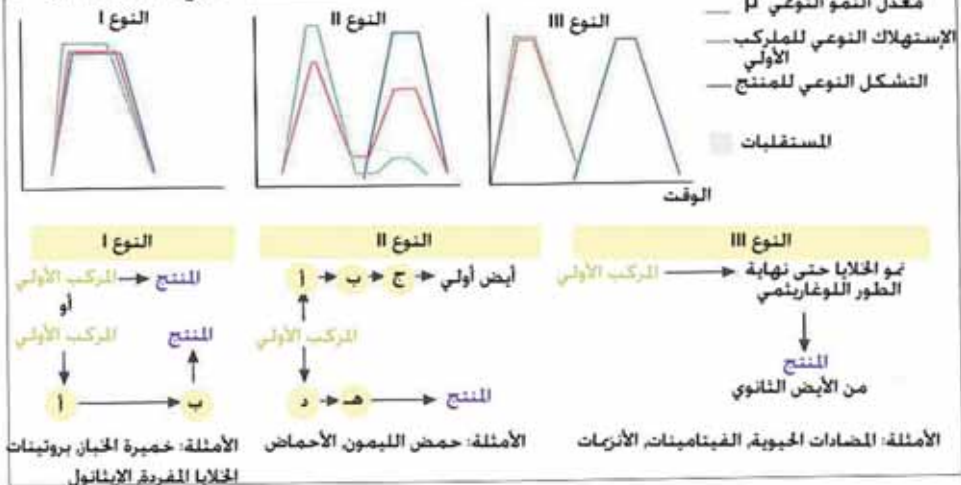 النوع I
النوع II
النوع III
معدل النمو النوعي µ
الإستهلاك النوعي للملركب
الأولي
التشكل النوعي للمنتج
المستقلبات
الوقت
النوع I
المركب الأولي
المنتج
أو
المركب الأولي
المنتج
أ
ب
الأمثلة: خميرة الخباز، بروتينات
الخلايا المفردة، الايثانول
النوع II
أ
ب
ج
أيض أولي
المركب الأولي
د
هـ
المنتج
الأمثلة: حمض الليمون، الأحماض
النوع III
المركب الأولي
نمو الخلايا حتى نهاية
الطور اللوغاريثمي
المنتج
من الأيض الثانوي
الأمثلة: المضادات الحيوية، الفيتامينات، الأنزيمات